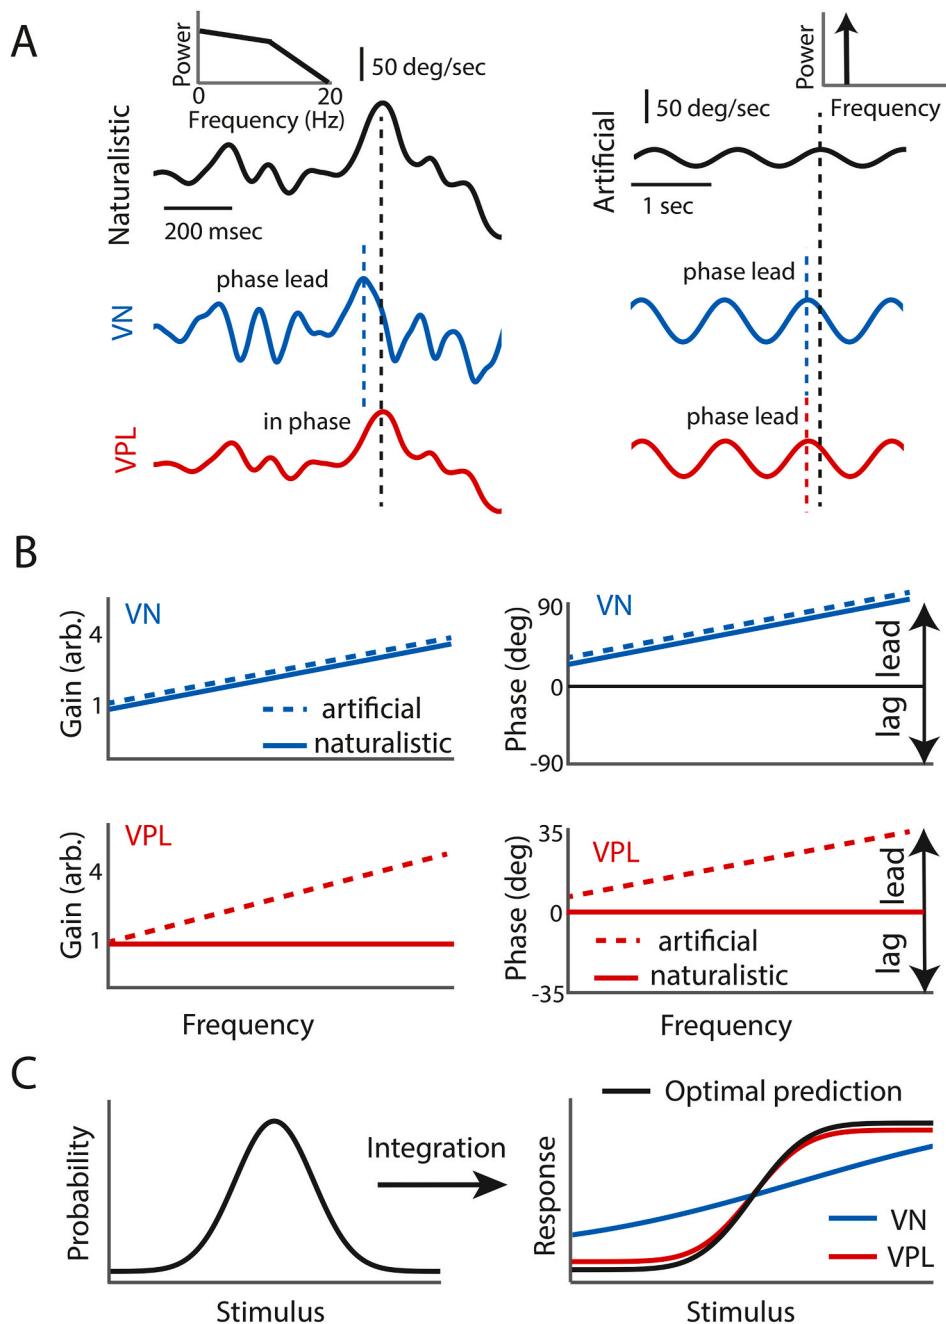 A
Power
0
20
Frequency (Hz)
50 deg/sec
Naturalistic
200 msec
50 deg/sec
Power
Frequency
Artificial
1 sec
VN
phase lead
phase lead
VPL
in phase
phase lead
B
Gain (arb.)
4
1
VN
artificial
naturalistic
Phase (deg)
90
0
-90
VN
lead
lag
Gain (arb.)
4
1
VPL
Frequency
Phase (deg)
35
0
-35
VPL
lead
lag
artificial
naturalistic
Frequency
C
Probability
Stimulus
Integration
Optimal prediction
Response
VN
VPL
Stimulus